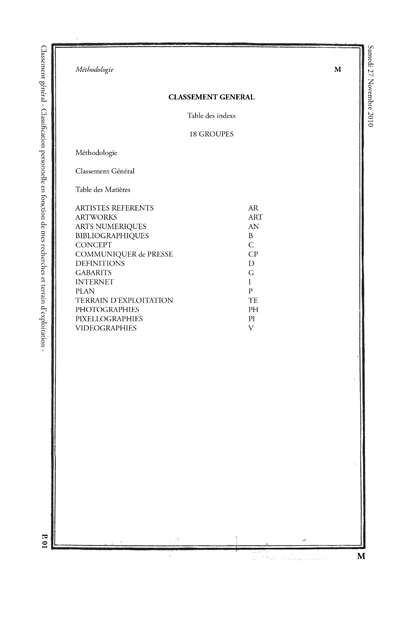 Méthodologie M
CLASSEMENT GENERAL
Table des indexs
18 GROUPES
Méthodologie
Classement Général
Table des Matières
ARTISTES REFERENTS AR
ARTWORKS ART
ARTS NUMERIQUES AN
BIBLIOGRAPHIQUES B
CONCEPT C
COMMUNIQUER de PRESSE CP
DEFINITIONS D
GABARITS G
INTERNET I
PLAN P
TERRAIN D'EXPLOITATION TE
PHOTOGRAPHIES PH
PIXELLOGRAPHIES PI
VIDEOGRAPHIES V
Samedi 27 Novembre 2010
Classement général - Classification personnelle en fonction de mes recherches et terrain d'exploitation -
P. 01
M